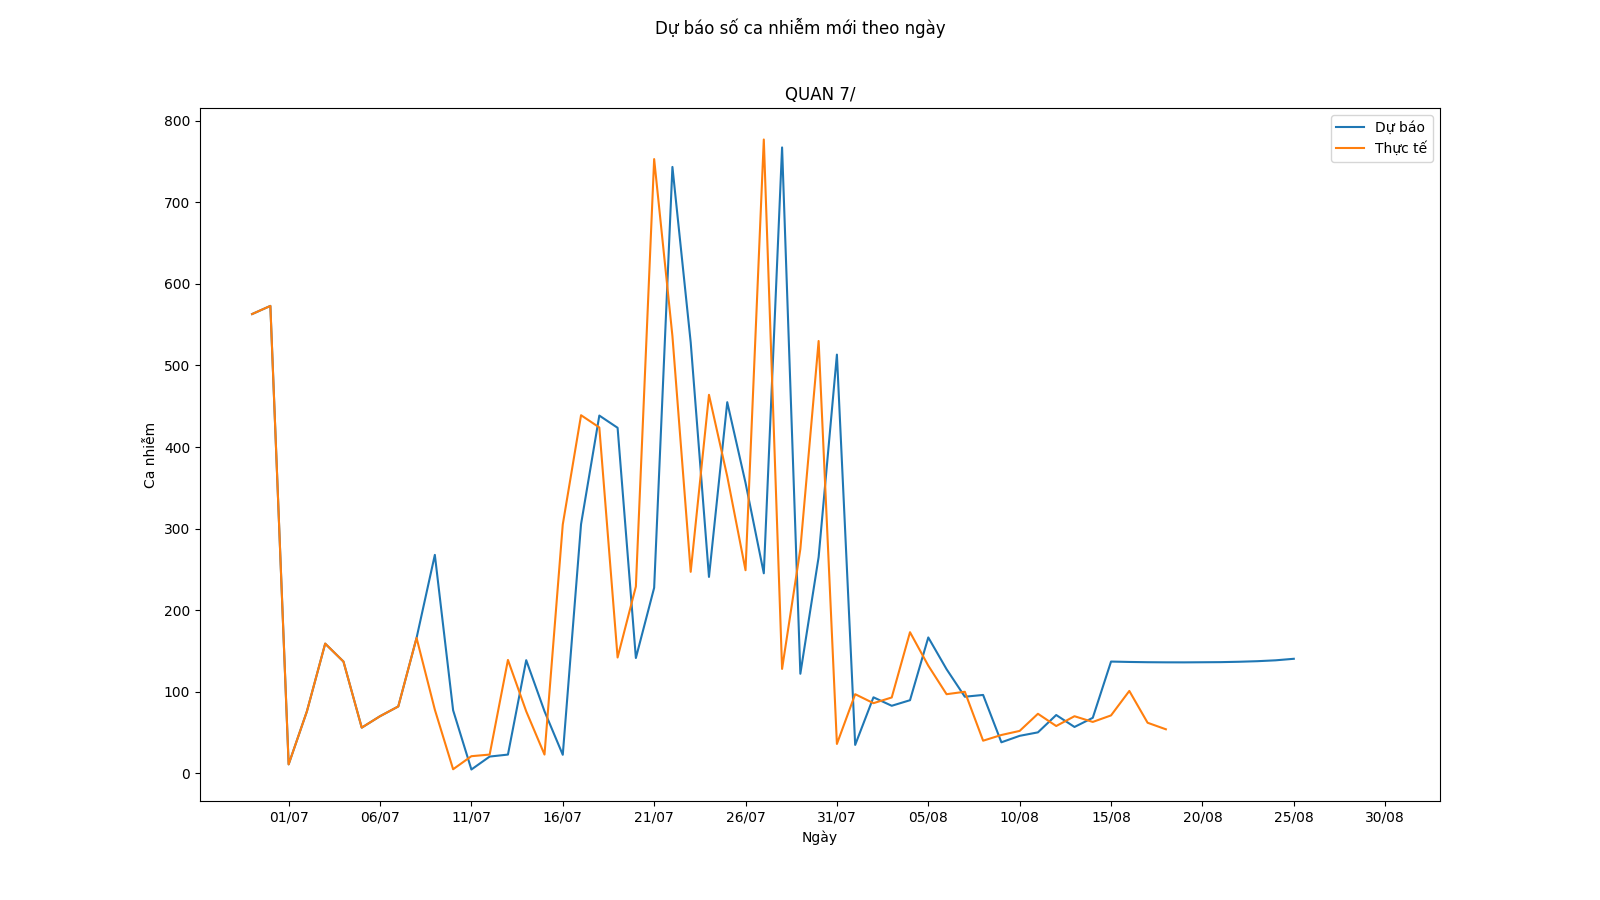 Dự báo số ca nhiễm mới theo ngày
QUAN 7/
Dự báo
Thực tế
800
700
600
500
400
300
200
100
0
Ca nhiễm
01/07 06/07 11/07 16/07 21/07 26/07 31/07 05/08 10/08 15/08 20/08 25/08 30/08
Ngày